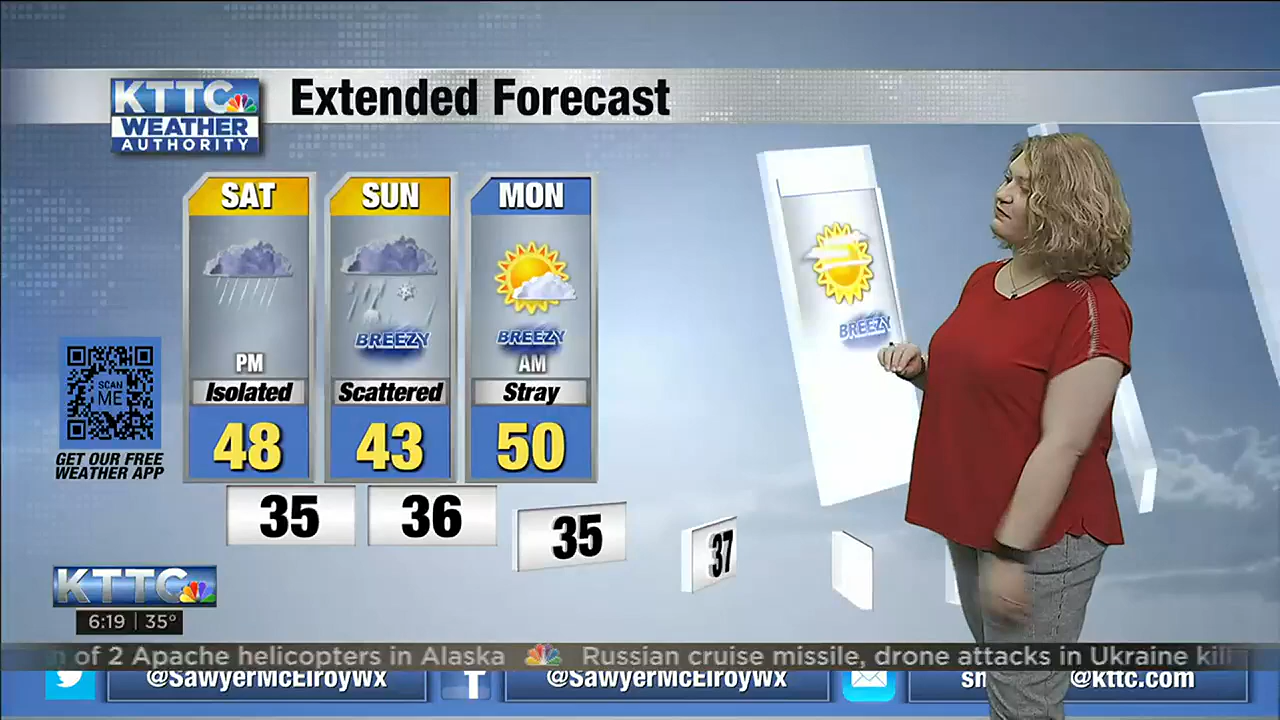 KTTC
WEATHER
AUTHORITY
Extended Forecast
SAT
SUN
MON
BREEZY
BREEZY
BREEZY
PM
AM
Isolated
Scattered
Stray
48
43
50
SCAN
ME
GET OUR FREE
WEATHER APP
35
36
35
37
KTTC
6:19 35°
of 2 Apache helicopters in Alaska Russian cruise missile, drone attacks in Ukraine kill
@SawyerMcElroyWx
@SawyerMcElroyWx
@kttc.com